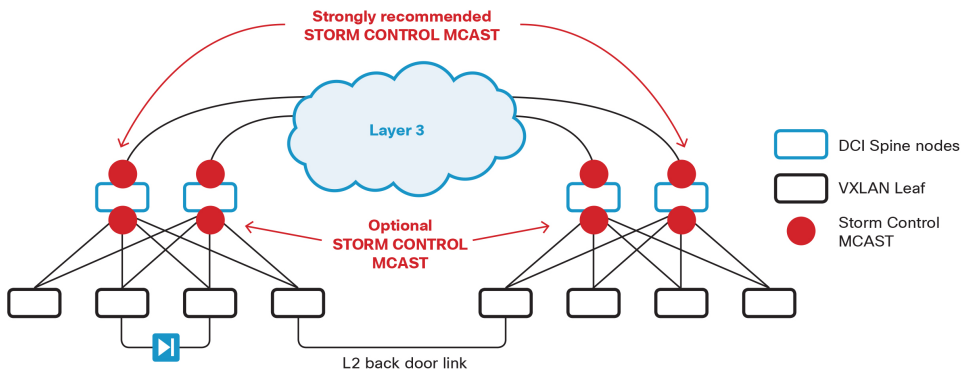 Strongly recommended
STORM CONTROL MCAST
Layer 3
DCI Spine nodes
VXLAN Leaf
Storm Control
MCAST
Optional
STORM CONTROL
MCAST
L2 back door link